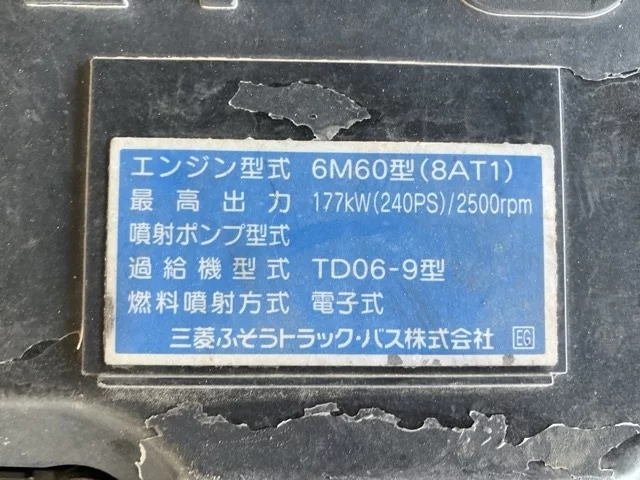 エンジン型式 6M60型(8AT1)
最高出力 177kW(240PS)/2500rpm
噴射ポンプ型式
過給機型式 TD06-9型
燃料噴射方式 電子式
三菱ふそうトラック・バス株式会社 EG